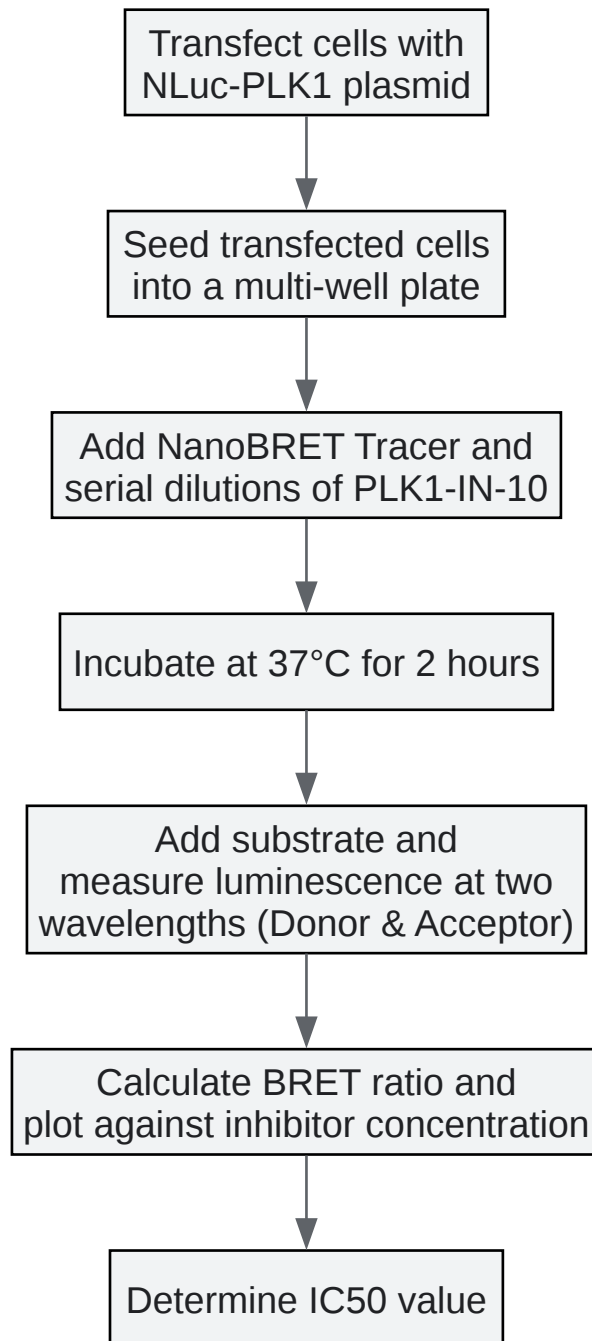 Transfect cells with
NLuc-PLK1 plasmid
Seed transfected cells
into a multi-well plate
Add NanoBRET Tracer and
serial dilutions of PLK1-IN-10
Incubate at 37°C for 2 hours
Add substrate and
measure luminescence at two
wavelengths (Donor & Acceptor)
Calculate BRET ratio and
plot against inhibitor concentration
Determine IC50 value